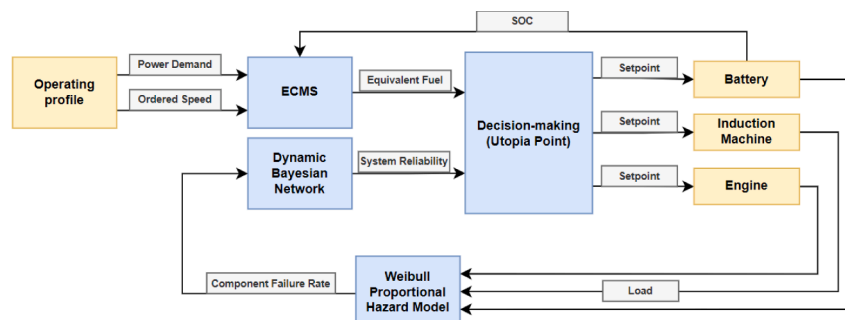 SOC
Power Demand
Operating
profile
Ordered Speed
ECMS
Equivalent Fuel
Decision-making
(Utopia Point)
Setpoint
Battery
Setpoint
Induction
Machine
Setpoint
Engine
Dynamic
Bayesian
Network
System Reliability
Component Failure Rate
Weibull
Proportional
Hazard Model
Load